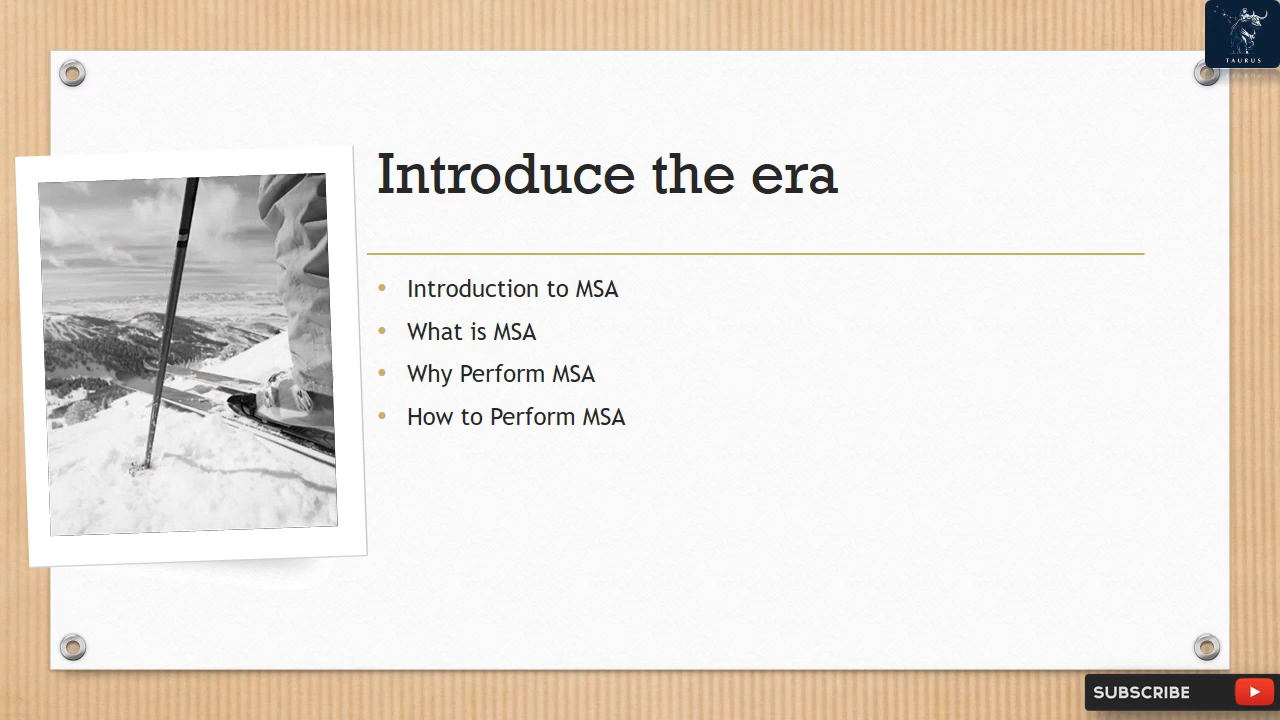 TAURUS
Introduce the era
Introduction to MSA
What is MSA
Why Perform MSA
How to Perform MSA
SUBSCRIBE